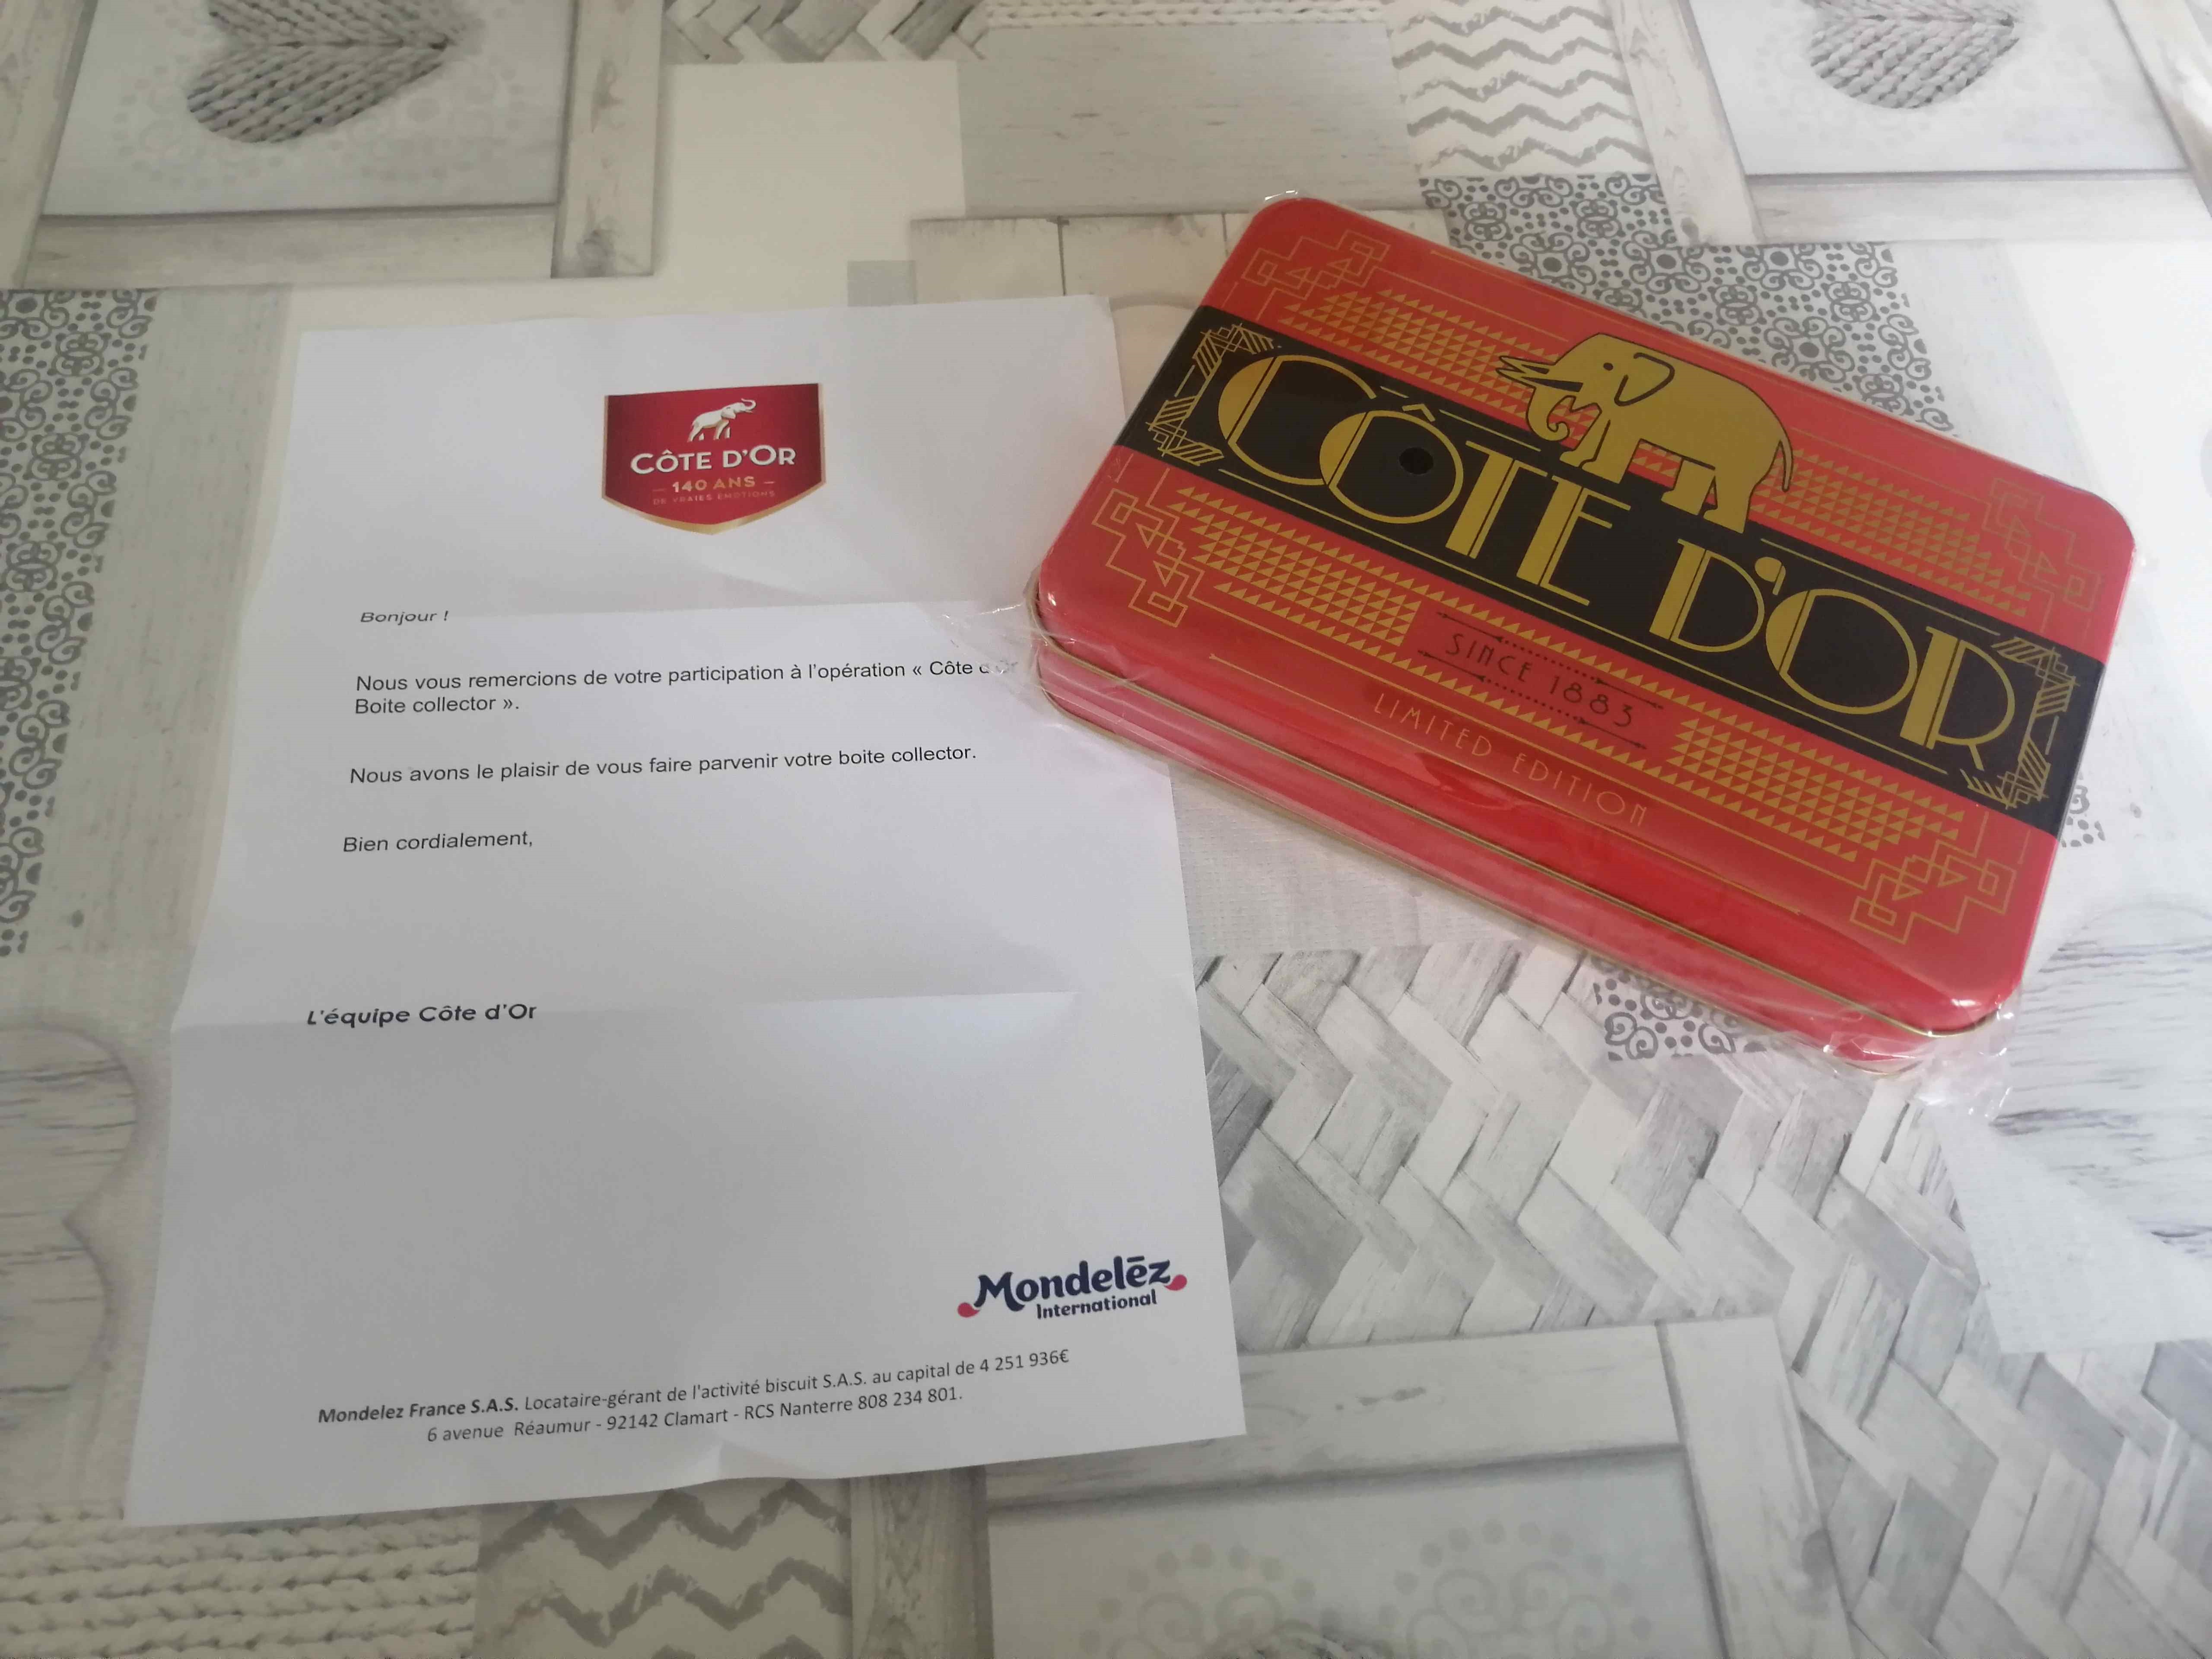 CÔTE D'OR
140 ANS
DE VRAIES ÉMOTIONS
Bonjour !
Nous vous remercions de votre participation à l'opération « Côte
Boite collector ».
Nous avons le plaisir de vous faire parvenir votre boite collector.
Bien cordialement,
L'équipe Côte d'Or
Mondelēz
International
Mondelez France S.A.S. Locataire-gérant de l'activité biscuit S.A.S. au capital de 4 251 936€
6 avenue Réaumur - 92142 Clamart - RCS Nanterre 808 234 801.
CÔTE D'OR
SINCE 1883
LIMITED EDITION